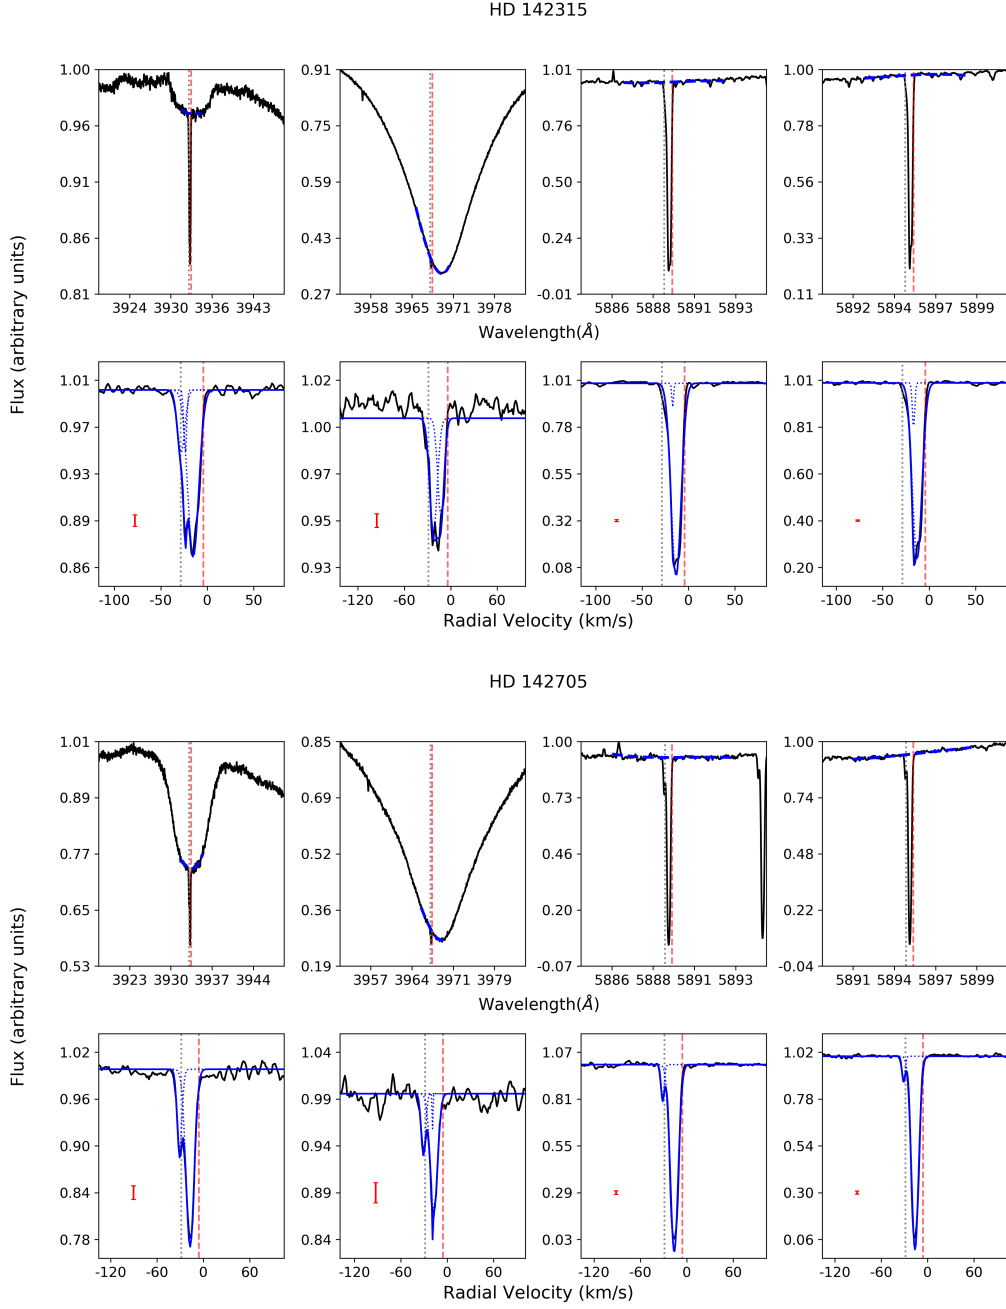 HD 142315
1.00 0.96 0.91 0.86 0.81
3924 3930 3936 3943
0.91 0.75 0.59 0.43 0.27
3958 3965 3971 3978
1.01 0.76 0.50 0.24 -0.01
5886 5888 5891 5893
1.00 0.78 0.56 0.33 0.11
5892 5894 5897 5899
Wavelength(Å)
Flux (arbitrary units)
1.01 0.97 0.93 0.89 0.86
-100 -50 0 50
1.02 1.00 0.97 0.95 0.93
-120 -60 0 60
1.01 0.78 0.55 0.32 0.08
-100 -50 0 50
1.01 0.81 0.60 0.40 0.20
-100 -50 0 50
Radial Velocity (km/s)
HD 142705
1.01 0.89 0.77 0.65 0.53
3923 3930 3937 3944
0.85 0.69 0.52 0.36 0.19
3957 3964 3971 3979
1.00 0.73 0.46 0.20 -0.07
5886 5888 5891 5893
1.00 0.74 0.48 0.22 -0.04
5891 5894 5897 5899
Wavelength(Å)
Flux (arbitrary units)
1.02 0.96 0.90 0.84 0.78
-120 -60 0 60
1.04 0.99 0.94 0.89 0.84
-120 -60 0 60
1.07 0.81 0.55 0.29 0.03
-120 -60 0 60
1.02 0.78 0.54 0.30 0.06
-120 -60 0 60
Radial Velocity (km/s)